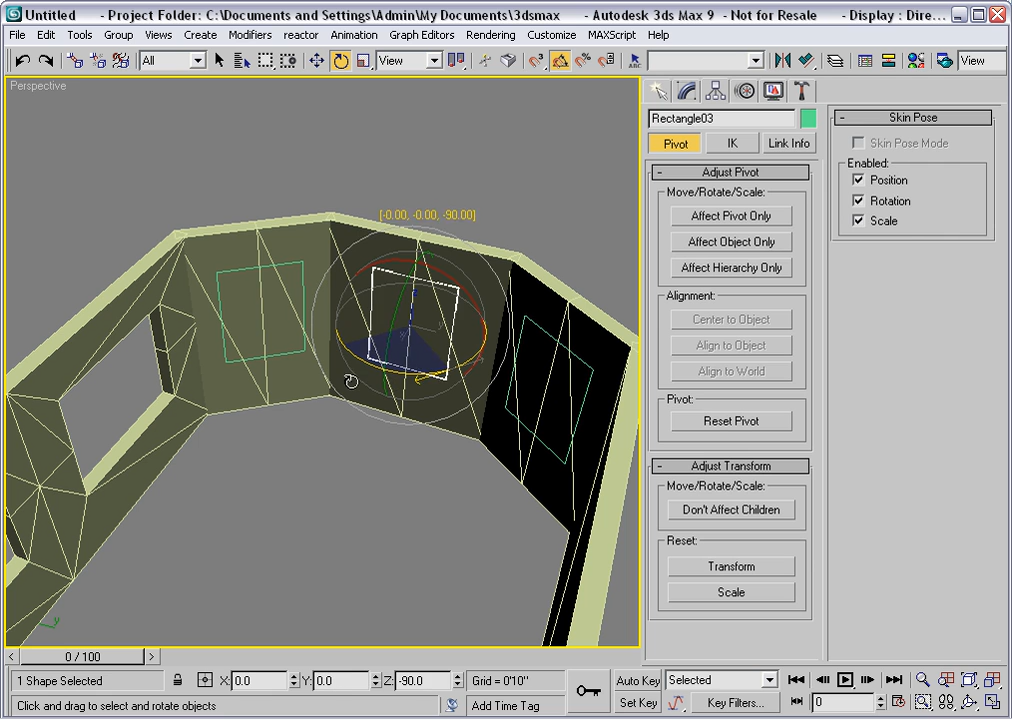 Untitled - Project Folder: C:\Documents and Settings\Admin\My Documents\3dsmax - Autodesk 3ds Max 9 - Not for Resale - Display : Dire...
File Edit Tools Group Views Create Modifiers reactor Animation Graph Editors Rendering Customize MAXScript Help
All View View
Perspective
[-0.00, -0.00, -90.00]
y
Rectangle03
Pivot IK Link Info
- Adjust Pivot
Move/Rotate/Scale:
Affect Pivot Only
Affect Object Only
Affect Hierarchy Only
Alignment:
Center to Object
Align to Object
Align to World
Pivot:
Reset Pivot
- Adjust Transform
Move/Rotate/Scale:
Don't Affect Children
Reset:
Transform
Scale
- Skin Pose
Skin Pose Mode
Enabled:
Position
Rotation
Scale
< 0 / 100 >
1 Shape Selected X: 0.0 Y: 0.0 Z: -90.0 Grid = 0'10" Auto Key Selected
Click and drag to select and rotate objects Add Time Tag Set Key Key Filters... 0